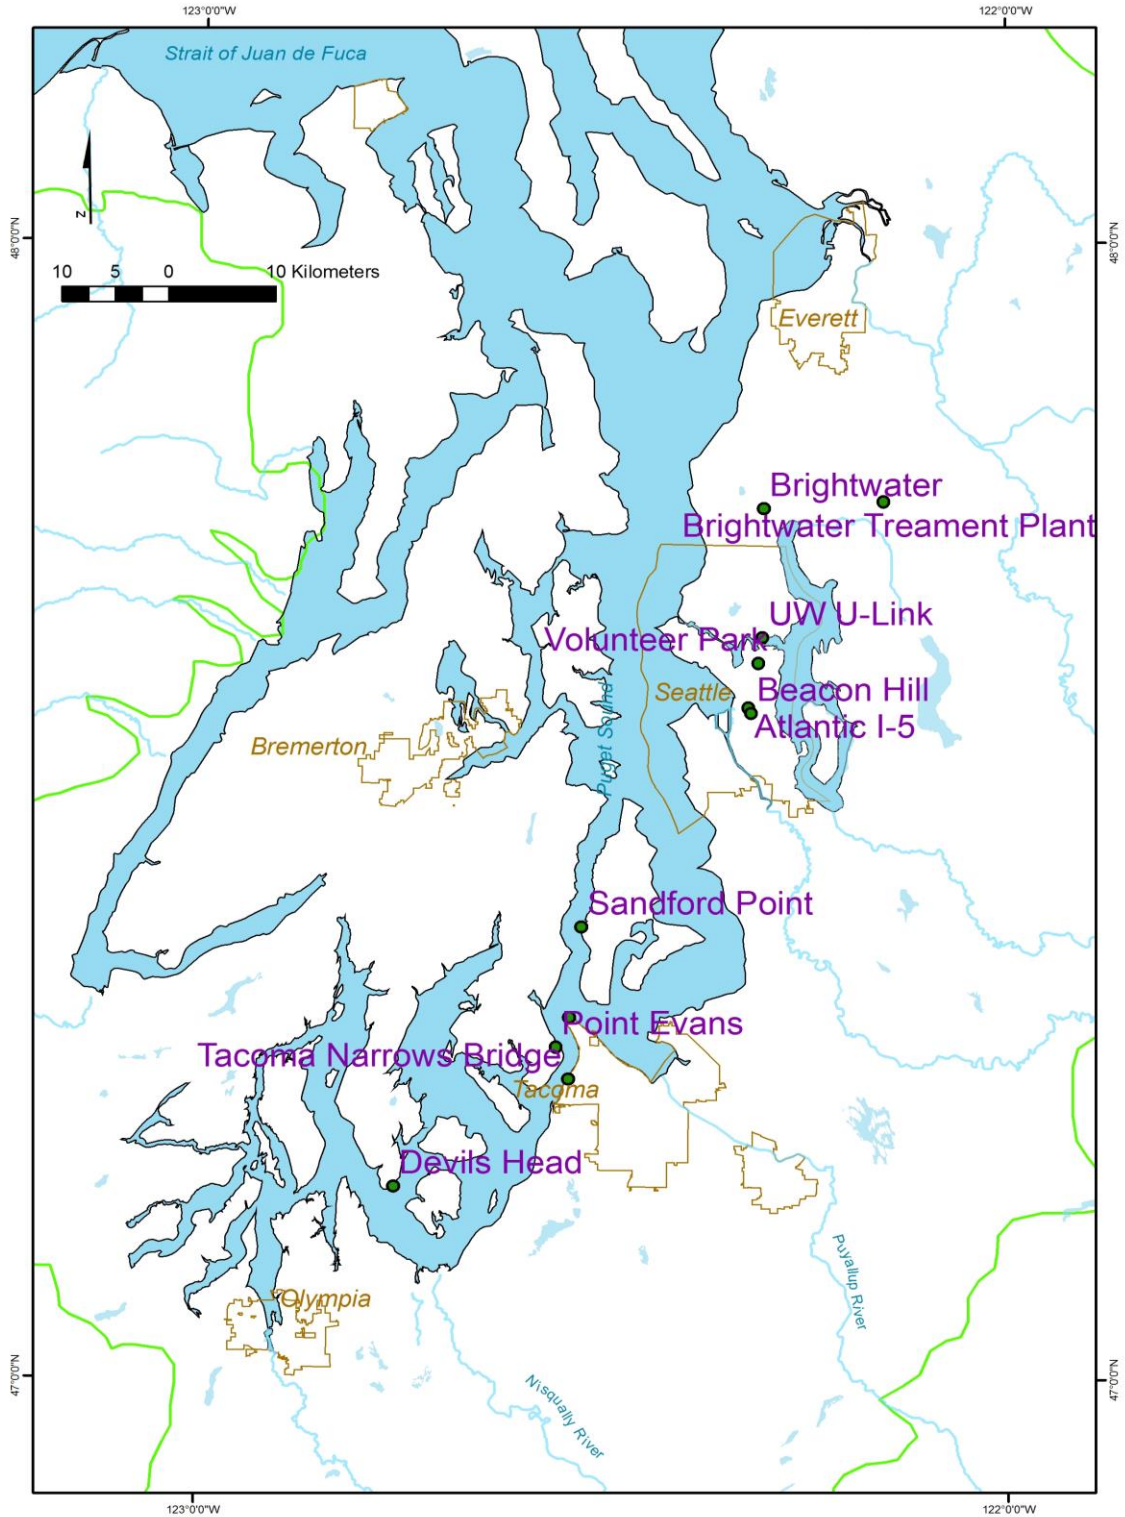 123°0'0"W
122°0'0"W
Strait of Juan de Fuca
z
48°0'0"N
48°0'0"N
10 5 0 10 Kilometers
Everett
Brightwater
Brightwater Treament Plant
UW U-Link
Volunteer Park
Seattle
Beacon Hill
Atlantic I-5
Puget Sound
Bremerton
Sandford Point
Point Evans
Tacoma Narrows Bridge
Tacoma
Devils Head
Puyallup River
Olympia
47°0'0"N
47°0'0"N
Nisqually River
123°0'0"W
122°0'0"W